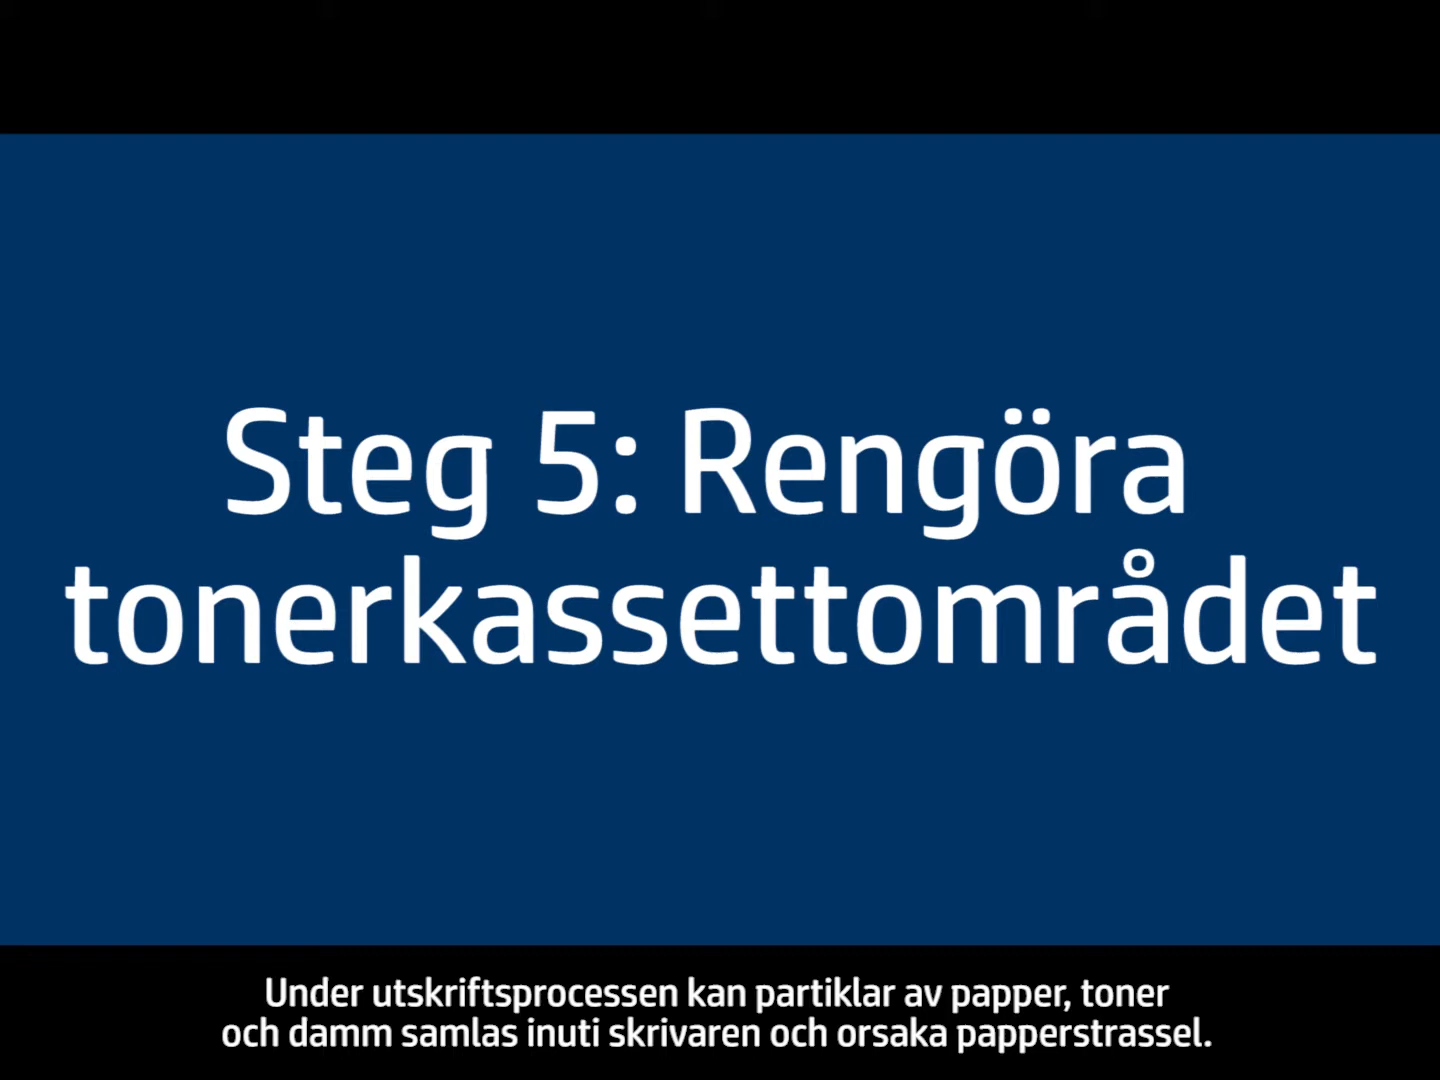 Steg 5: Rengöra
tonerkassettområdet
Under utskriftsprocessen kan partiklar av papper, toner
och damm samlas inuti skrivaren och orsaka papperstrassel.